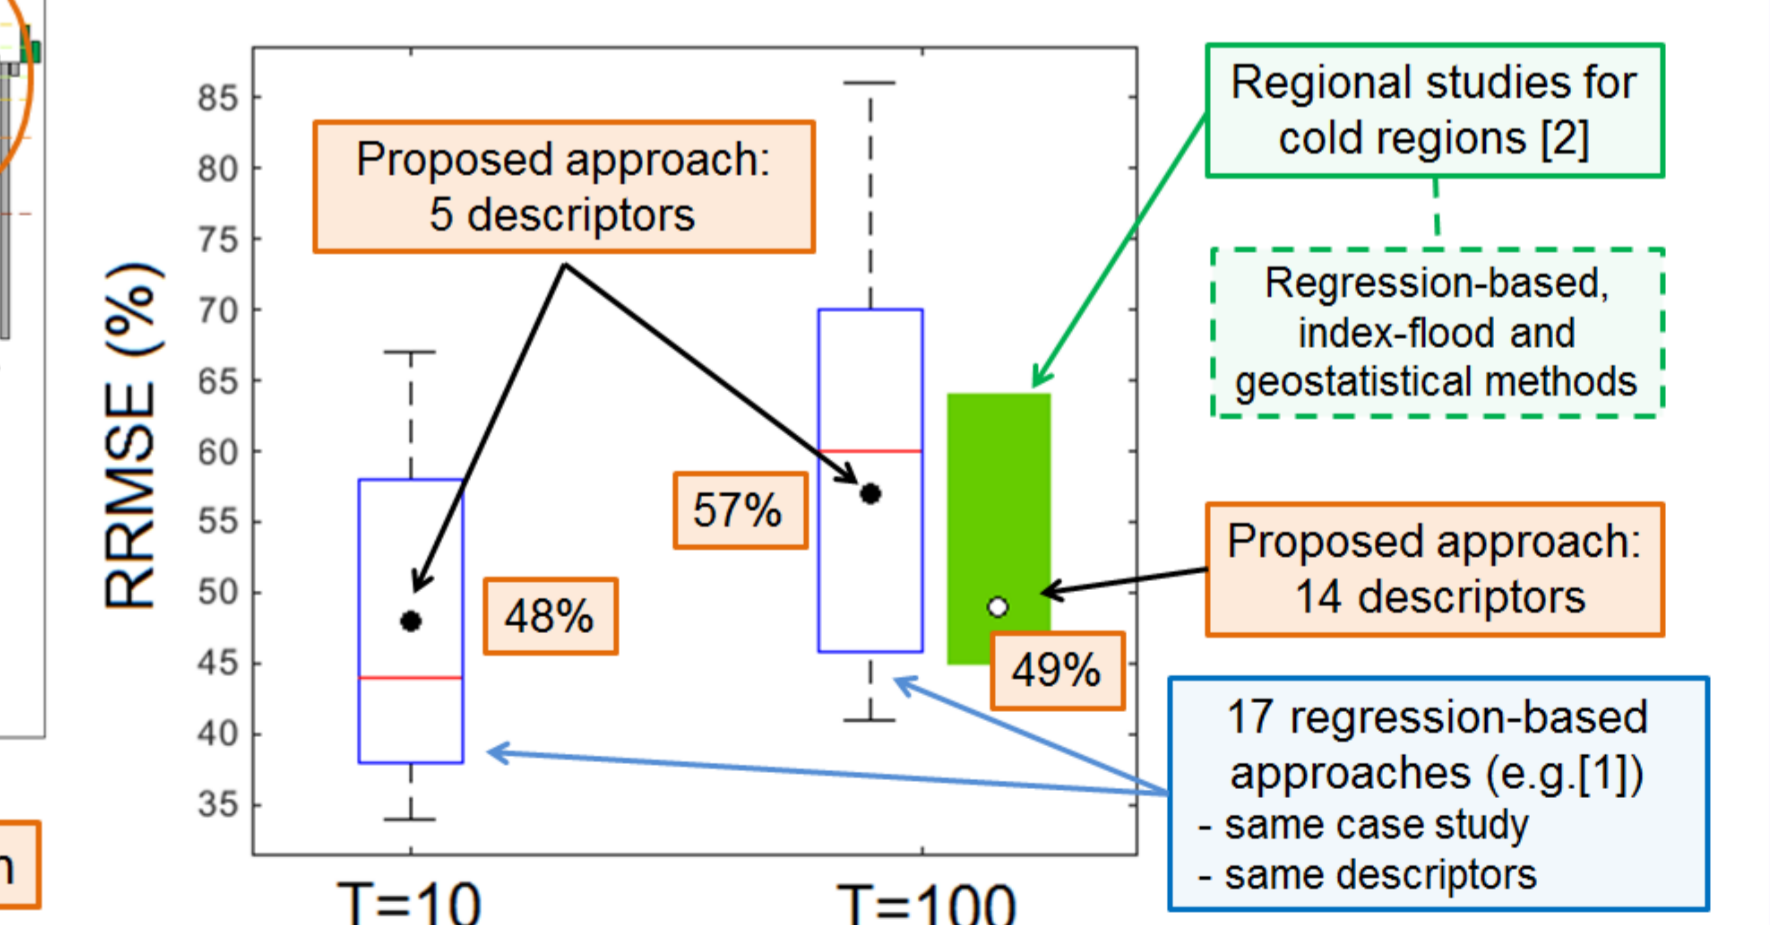 RRMSE (%)
85
80
75
70
65
60
55
50
45
40
35
T=10
T=100
Proposed approach:
5 descriptors
48%
57%
49%
Regional studies for
cold regions [2]
Regression-based,
index-flood and
geostatistical methods
Proposed approach:
14 descriptors
17 regression-based
approaches (e.g.[1])
- same case study
- same descriptors